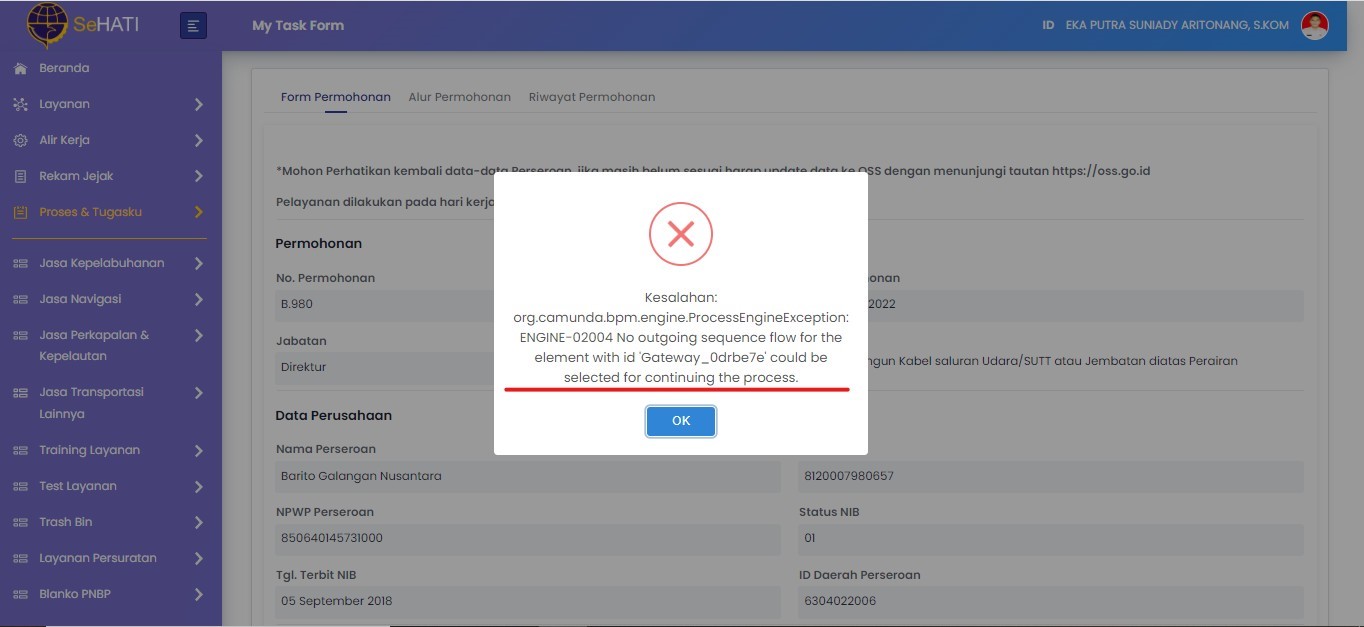 SeHATI
My Task Form
ID EKA PUTRA SUNIADY ARITONANG, S.KOM
Beranda
Layanan
Alir Kerja
Rekam Jejak
Proses & Tugasku
Jasa Kepelabuhanan
Jasa Navigasi
Jasa Perkapalan &
Kepelautan
Jasa Transportasi
Lainnya
Training Layanan
Test Layanan
Trash Bin
Layanan Persuratan
Blanko PNBP
Form Permohonan Alur Permohonan Riwayat Permohonan
*Mohon Perhatikan kembali data-data Perseroan, jika masih belum sesuai harap update data ke OSS dengan menunjungi tautan https://oss.go.id
Pelayanan dilakukan pada hari kerja
Permohonan
No. Permohonan
B.980
Jabatan
Direktur
onan
2022
ngun Kabel saluran Udara/SUTT atau Jembatan diatas Perairan
Kesalahan:
org.camunda.bpm.engine.ProcessEngineException:
ENGINE-02004 No outgoing sequence flow for the
element with id 'Gateway_0drbe7e' could be
selected for continuing the process.
OK
Data Perusahaan
Nama Perseroan
Barito Galangan Nusantara
8120007980657
NPWP Perseroan
Status NIB
850640145731000
01
Tgl. Terbit NIB
ID Daerah Perseroan
05 September 2018
6304022006